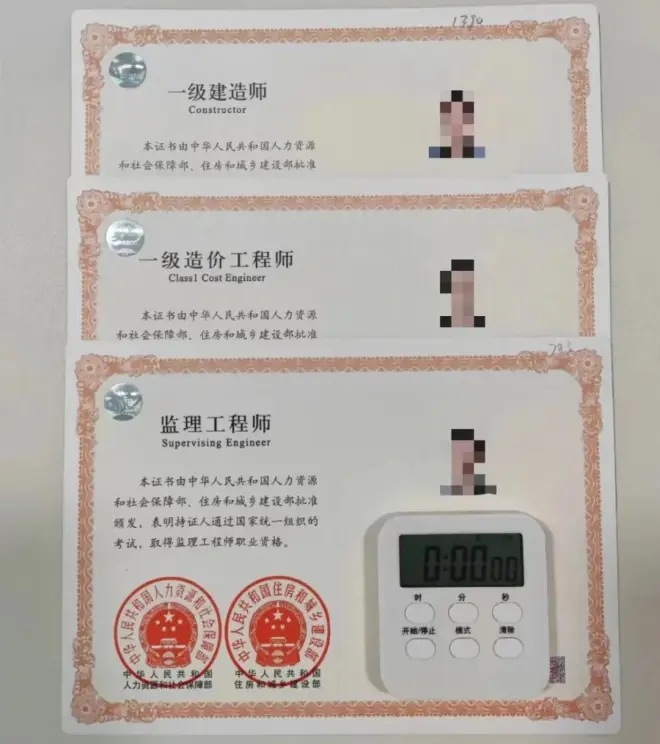 1390
一级建造师
Constructor
本证书由中华人民共和国人力资源
和社会保障部、住房和城乡建设部批准
一级造价工程师
Class1 Cost Engineer
本证书由中华人民共和国人力资源
和社会保障部、住房和城乡建设部批准
监理工程师
Supervising Engineer
本证书由中华人民共和国人力资源
和社会保障部、住房和城乡建设部批准
颁发，表明持证人通过国家统一组织的
考试，取得监理工程师职业资格。
0:00 00
时 分 秒
开始/停止 模式 清除
中华人民共和国人力资源和社会保障部
中华人民共和国住房和城乡建设部
中华人民共和国
人力资源和社会保障部
中华人民共和国
住房和城乡建设部